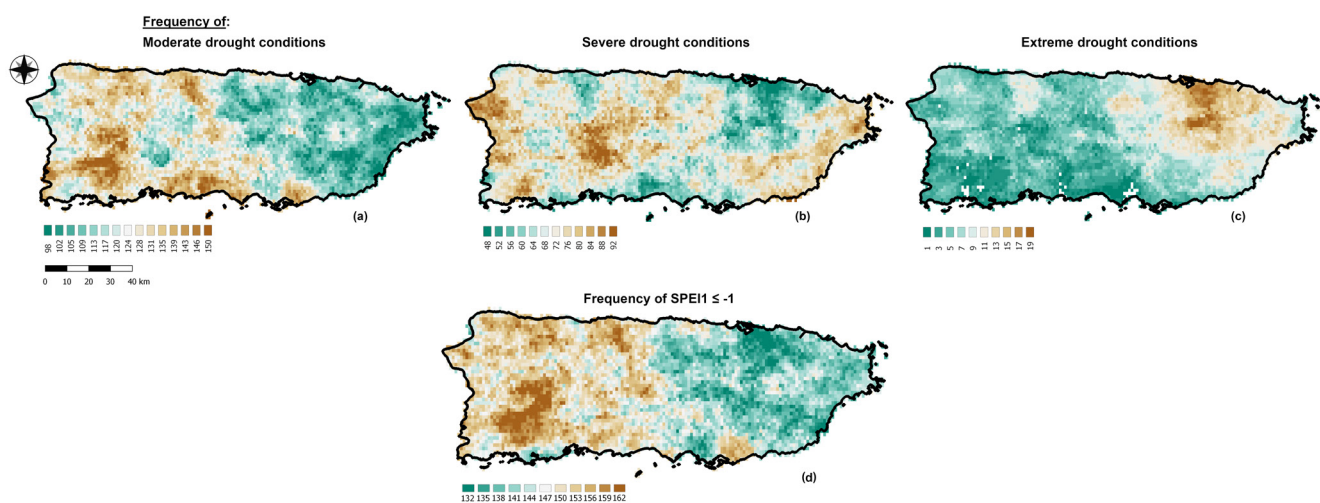 Frequency of:
Moderate drought conditions
Severe drought conditions
Extreme drought conditions
(a)
(b)
(c)
98 102 105 109 113 117 120 124 128 131 135 139 143 146 150
48 52 56 60 64 68 72 76 80 84 88 92
1 3 5 7 9 11 13 15 17 19
0 10 20 30 40 km
Frequency of SPEI1 ≤ -1
(d)
132 135 138 141 144 147 150 153 156 159 162